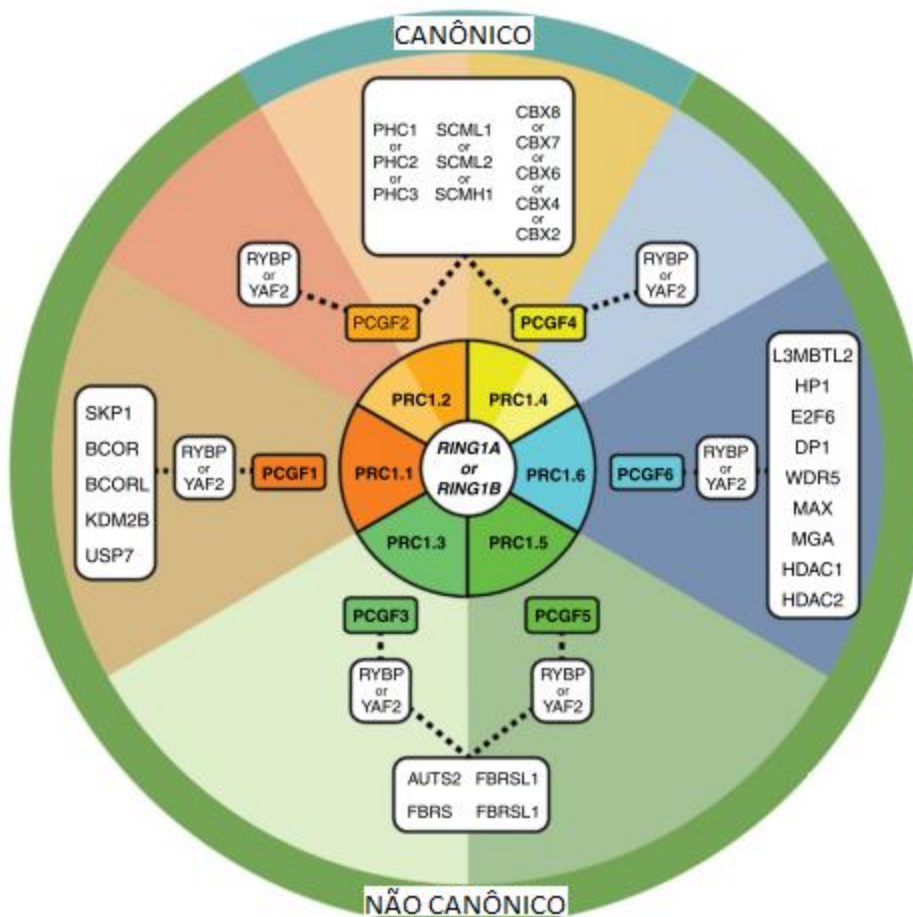 CANÔNICO
PHC1
or
PHC2
or
PHC3
SCML1
or
SCML2
or
SCMH1
CBX8
or
CBX7
or
CBX6
or
CBX4
or
CBX2
RYBP
or
YAF2
RYBP
or
YAF2
PCGF2
PCGF4
PRC1.2
PRC1.4
RING1A
or
RING1B
PRC1.1
PRC1.6
PRC1.3
PRC1.5
SKP1
BCOR
BCORL
KDM2B
USP7
RYBP
or
YAF2
PCGF1
PCGF6
RYBP
or
YAF2
L3MBTL2
HP1
E2F6
DP1
WDR5
MAX
MGA
HDAC1
HDAC2
PCGF3
PCGF5
RYBP
or
YAF2
RYBP
or
YAF2
AUTS2 FBRSL1
FBRS FBRSL1
NÃO CANÔNICO